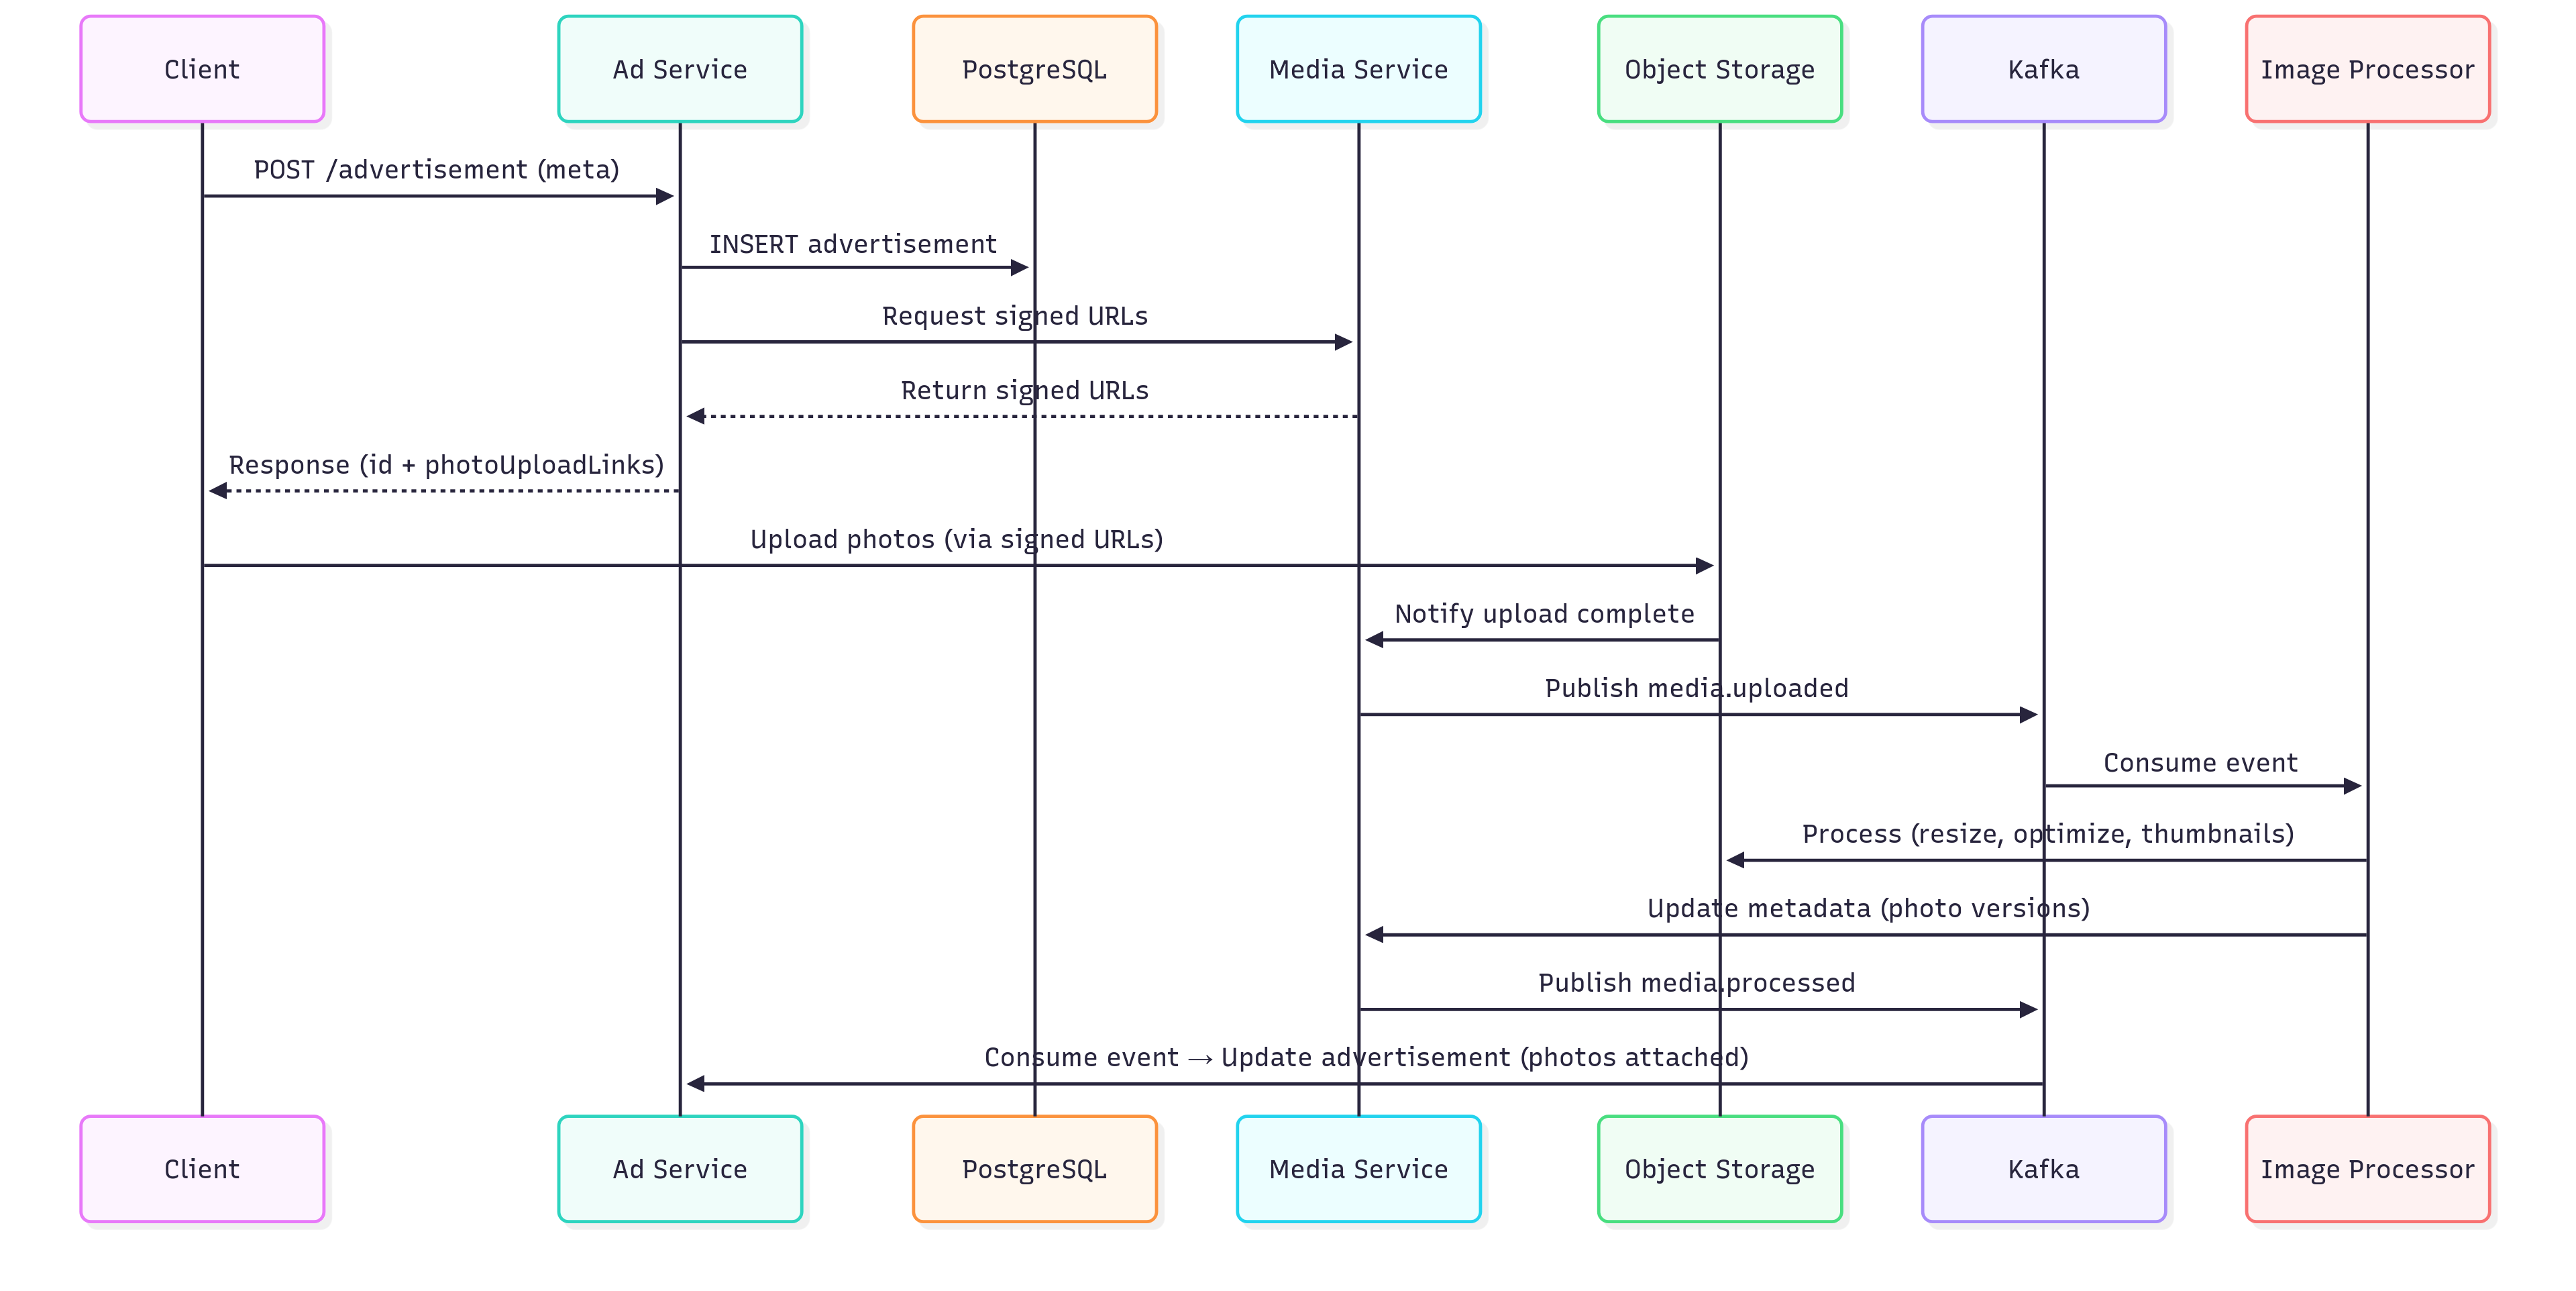 Client
Ad Service
PostgreSQL
Media Service
Object Storage
Kafka
Image Processor
POST /advertisement (meta)
INSERT advertisement
Request signed URLs
Return signed URLs
Response (id + photoUploadLinks)
Upload photos (via signed URLs)
Notify upload complete
Publish media.uploaded
Consume event
Process (resize, optimize, thumbnails)
Update metadata (photo versions)
Publish media.processed
Consume event → Update advertisement (photos attached)
Client
Ad Service
PostgreSQL
Media Service
Object Storage
Kafka
Image Processor